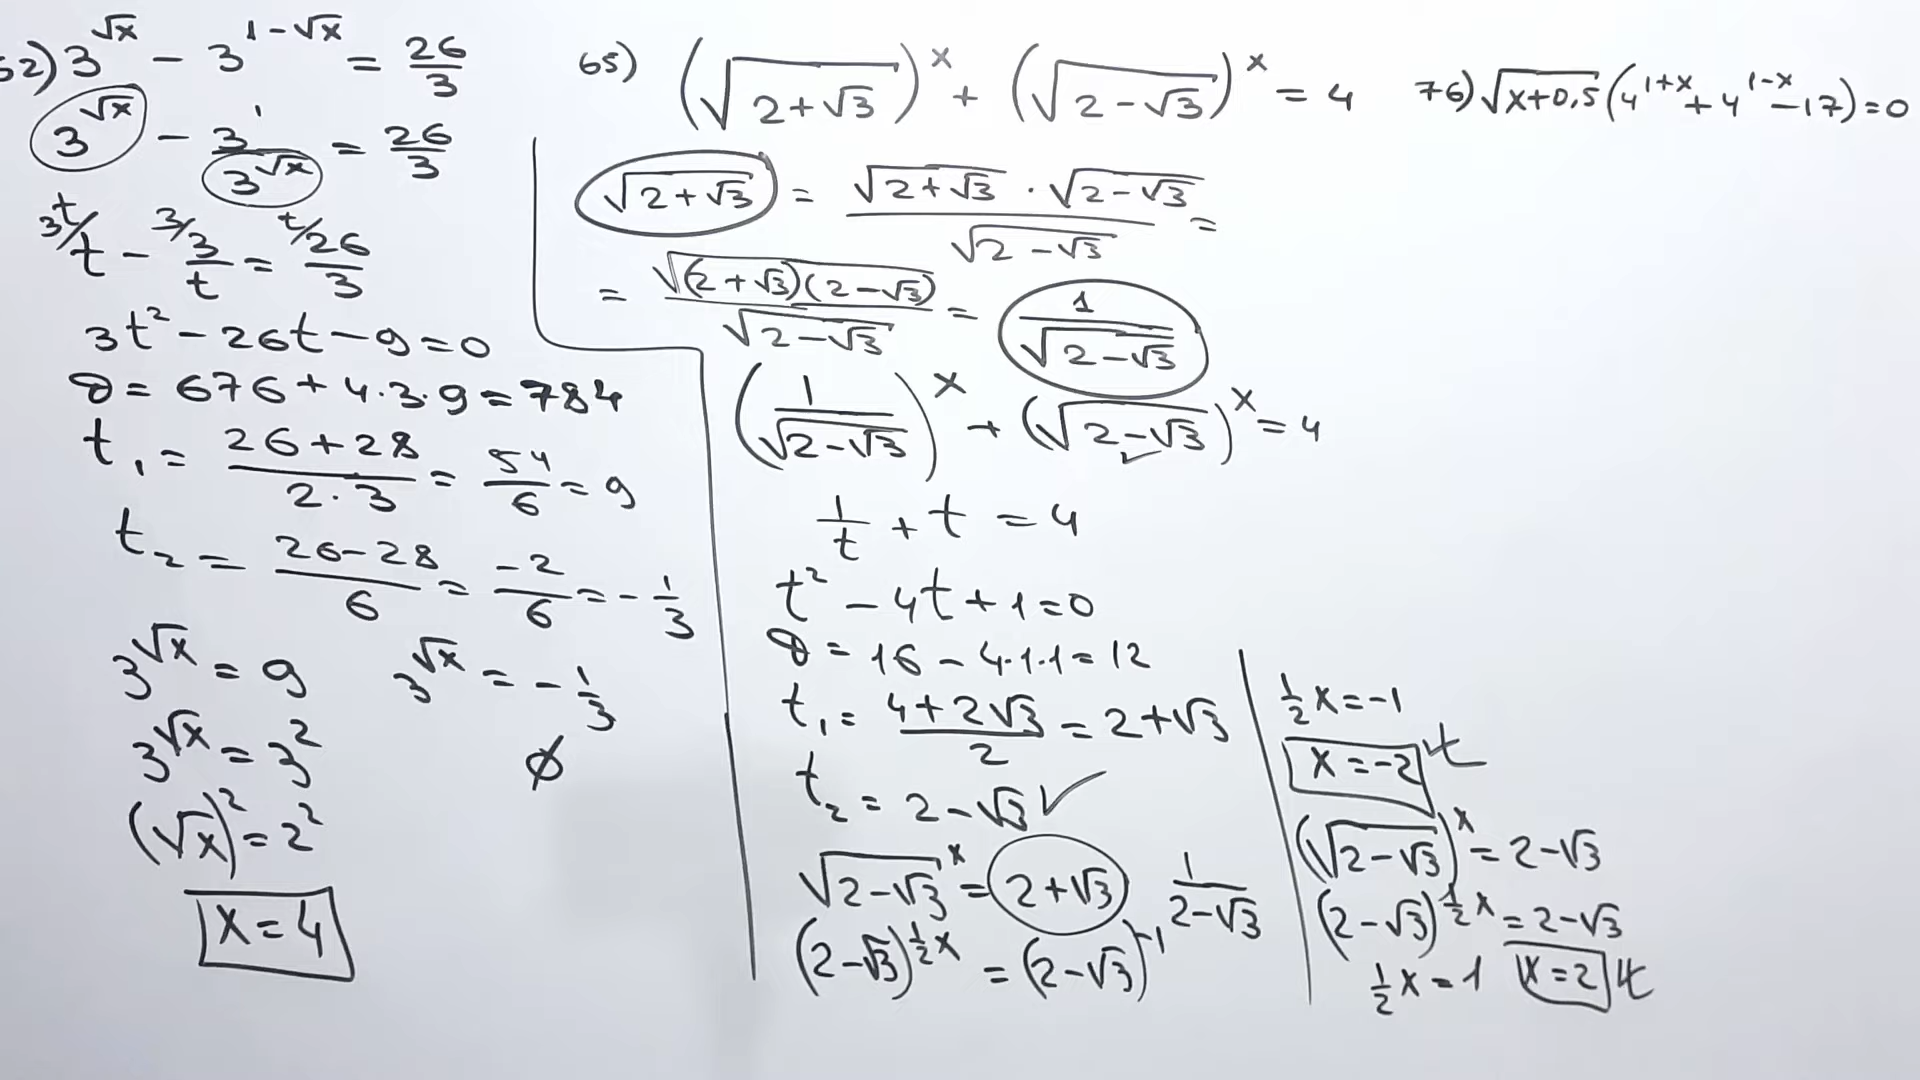 62) 3^√x - 3^(1-√x) = 26/3
3^√x - 3^1/3^√x = 26/3
3t/ t - 3/ 3/t = t/ 26/3
3t² - 26t - 9 = 0
D = 676 + 4·3·9 = 784
t₁ = (26+28)/(2·3) = 54/6 = 9
t₂ = (26-28)/6 = -2/6 = -1/3
3^√x = 9    3^√x = -1/3
3^√x = 3²    ∅
(√x)² = 2²
x = 4
65) (√(2+√3))^x + (√(2-√3))^x = 4
√(2+√3) = (√(2+√3) · √(2-√3))/√(2-√3) =
= √((2+√3)(2-√3))/√(2-√3) = 1/√(2-√3)
(1/√(2-√3))^x + (√(2-√3))^x = 4 ✓
1/t + t = 4
t² - 4t + 1 = 0
D = 16 - 4·1·1 = 12
t₁ = (4+2√3)/2 = 2+√3
t₂ = 2-√3 ✓
√(2-√3)^x = 2+√3    1/(2-√3)
(2-√3)^(½x) = (2-√3)^-1
½x = -1
x = -2
(√(2-√3))^x = 2-√3
(2-√3)^(½x) = 2-√3
½x = 1    x = 2
76) √(x+0,5) (4^(1+x) + 4^(1-x) - 17) = 0